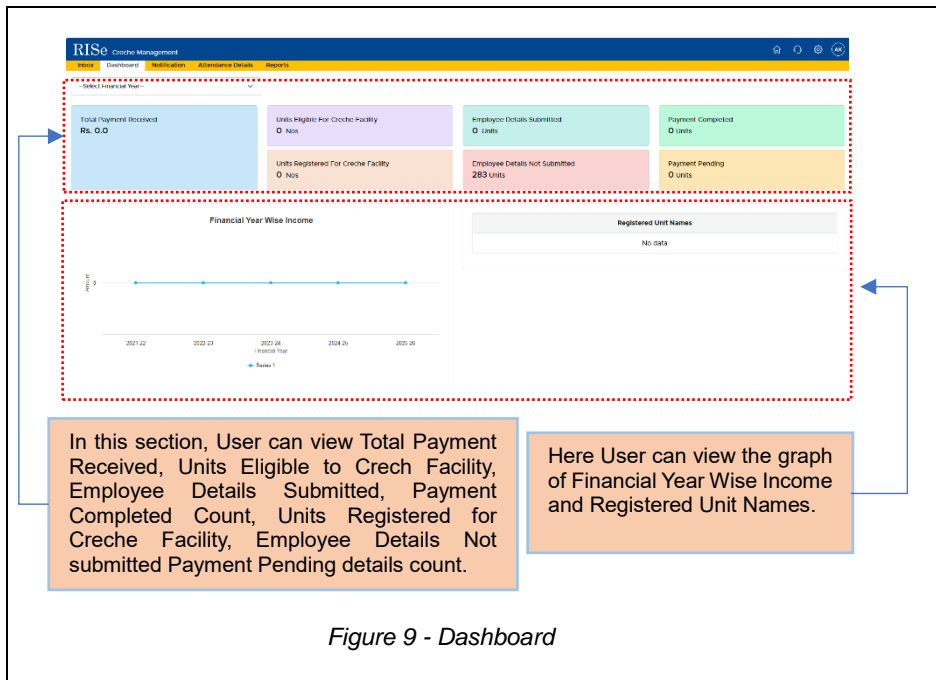 RISe Creche Management
AK
Inbox Dashboard Notification Attendance Details Reports
--Select Financial Year--
Total Payment Received
Rs. 0.0
Units Eligible For Creche Facility
0 Nos
Employee Details Submitted
0 Units
Payment Completed
0 Units
Units Registered For Creche Facility
0 Nos
Employee Details Not Submitted
283 Units
Payment Pending
0 Units
Financial Year Wise Income
Amount
0
2021-22 2022-23 2023-24 2024-25 2025-26
Financial Year
Series 1
Registered Unit Names
No data
In this section, User can view Total Payment
Received, Units Eligible to Crech Facility,
Employee Details Submitted, Payment
Completed Count, Units Registered for
Creche Facility, Employee Details Not
submitted Payment Pending details count.
Here User can view the graph
of Financial Year Wise Income
and Registered Unit Names.
Figure 9 - Dashboard